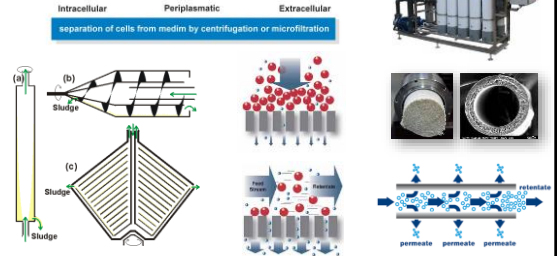 Intracellular Periplasmatic Extracellular
separation of cells from medim by centrifugation or microfiltration
(a)
(b)
Sludge
(c)
Sludge
Sludge
Feed Stream
Retentate
retentate
permeate permeate permeate